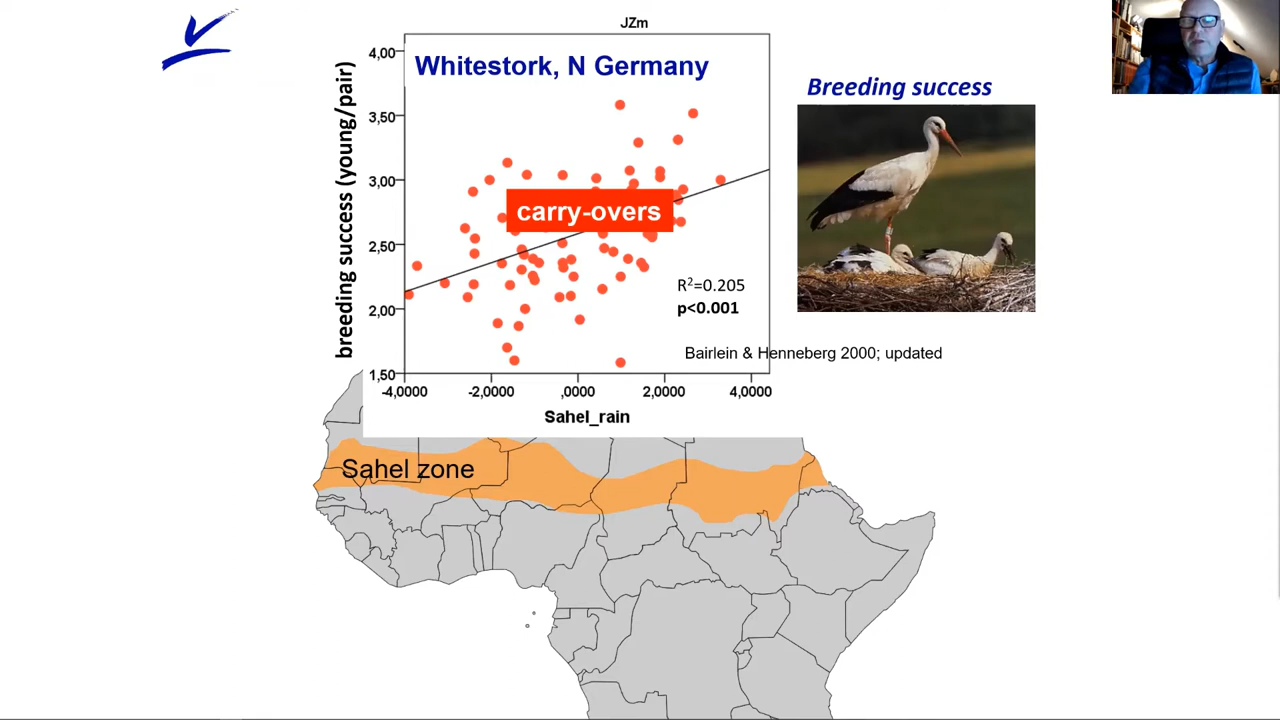 JZm
Whitestork, N Germany
breeding success (young/pair)
4,00
3,50
3,00
2,50
2,00
1,50
carry-overs
R²=0.205
p<0.001
-4,0000
-2,0000
,0000
2,0000
4,0000
Sahel_rain
Breeding success
Bairlein & Henneberg 2000; updated
Sahel zone